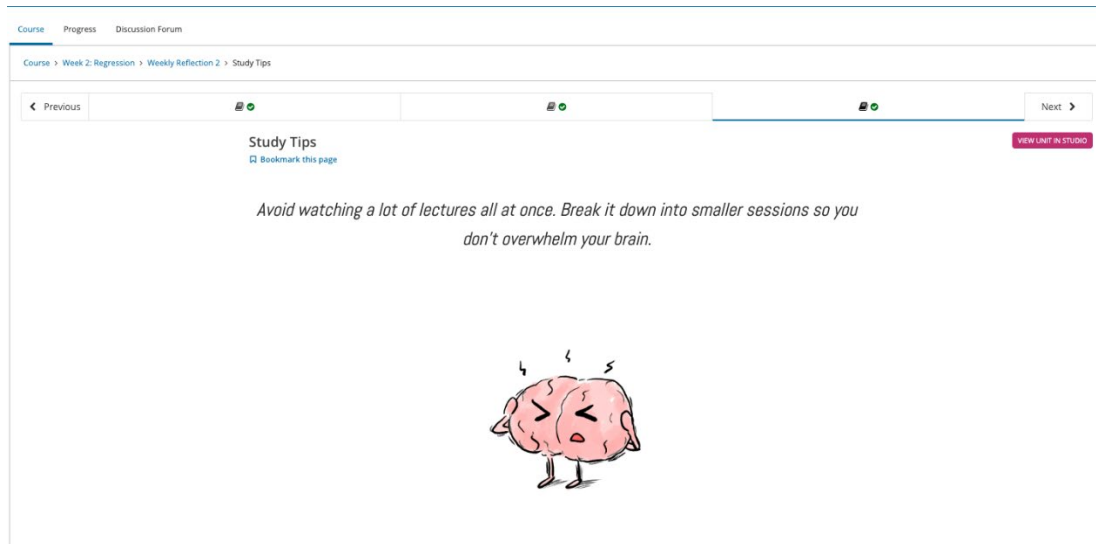 Course Progress Discussion Forum
Course > Week 2: Regression > Weekly Reflection 2 > Study Tips
Previous Next
Study Tips
VIEW UNIT IN STUDIO
Bookmark this page
Avoid watching a lot of lectures all at once. Break it down into smaller sessions so you
don't overwhelm your brain.